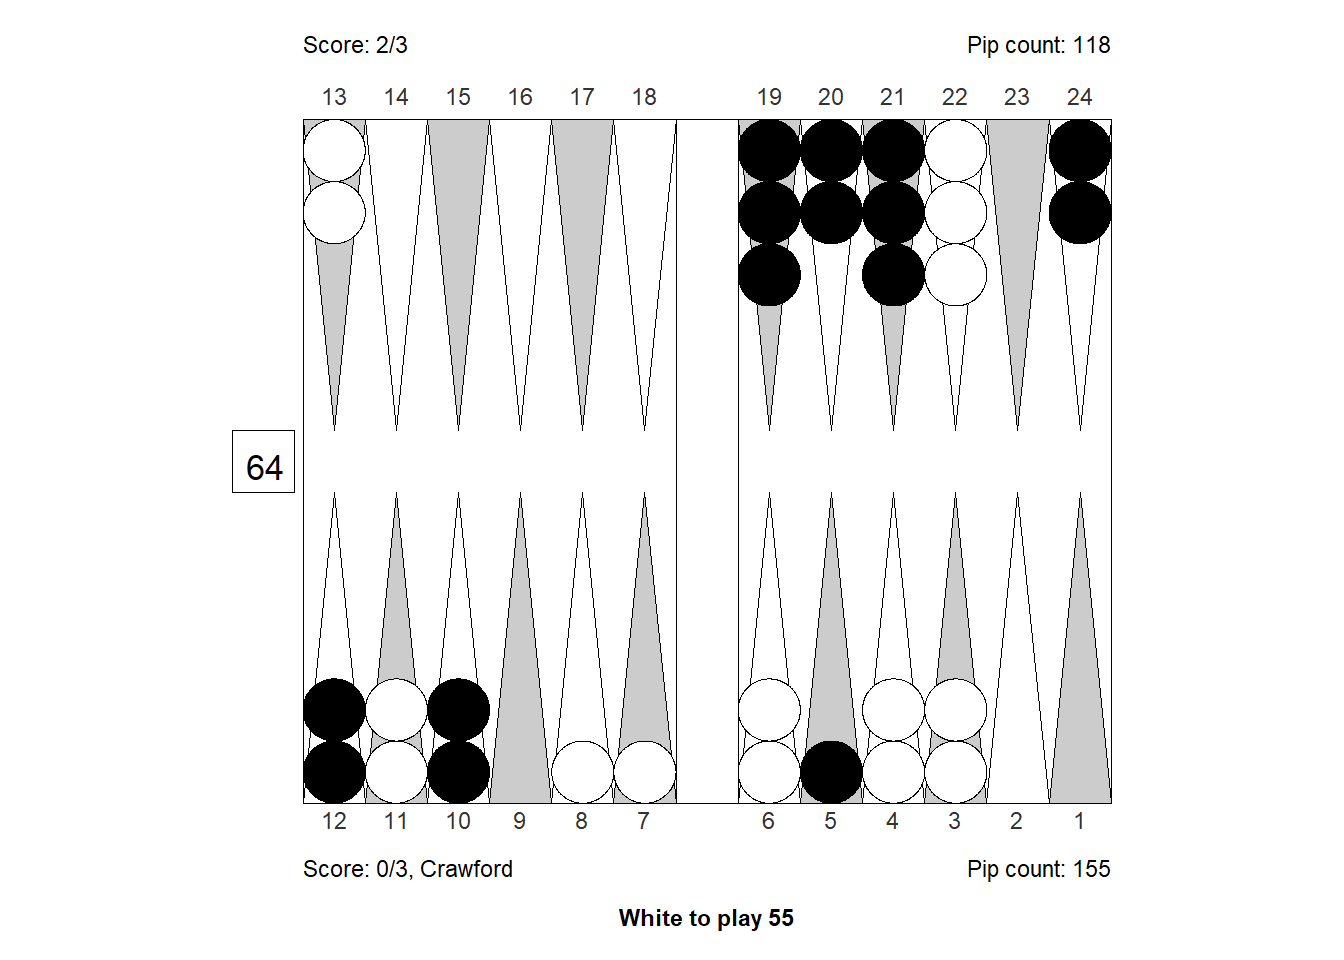 Score: 2/3 Pip count: 118
13 14 15 16 17 18 19 20 21 22 23 24
64
12 11 10 9 8 7 6 5 4 3 2 1
Score: 0/3, Crawford Pip count: 155
White to play 55